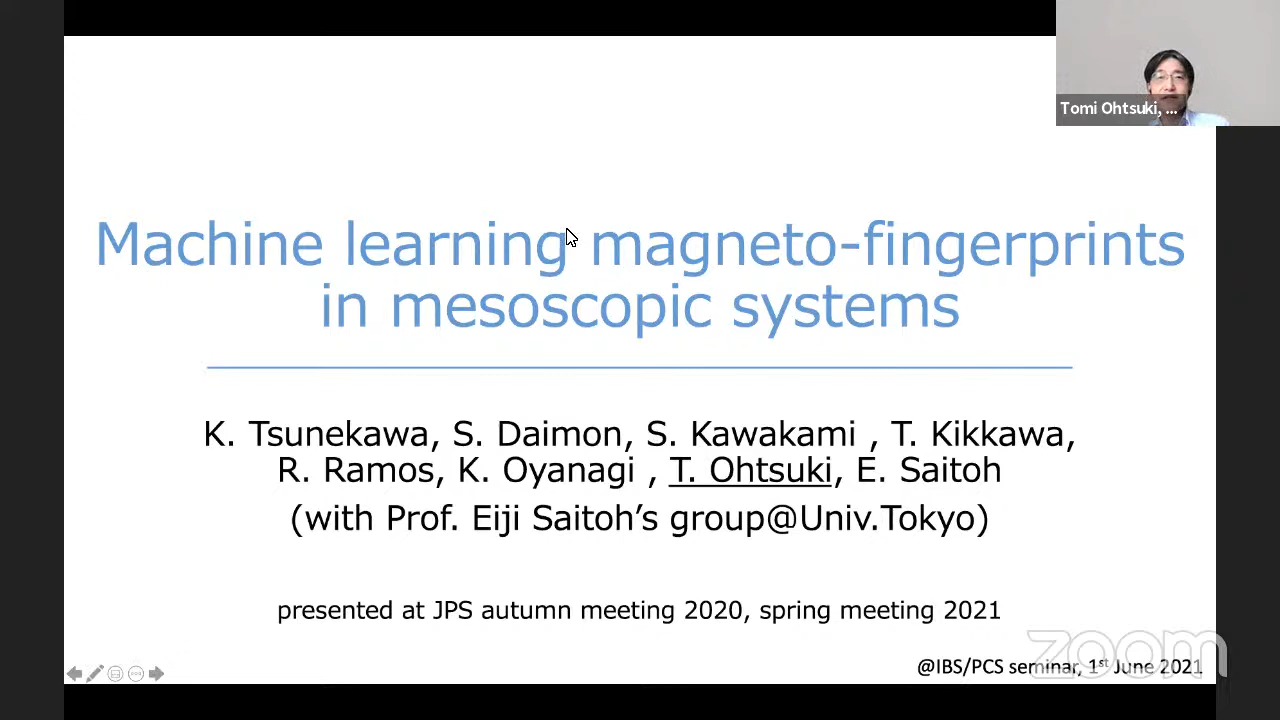 Tomi Ohtsuki, ...
Machine learning magneto-fingerprints
in mesoscopic systems
K. Tsunekawa, S. Daimon, S. Kawakami , T. Kikkawa,
R. Ramos, K. Oyanagi , T. Ohtsuki, E. Saitoh
(with Prof. Eiji Saitoh’s group@Univ.Tokyo)
presented at JPS autumn meeting 2020, spring meeting 2021
zoom
@IBS/PCS seminar, 1st June 2021